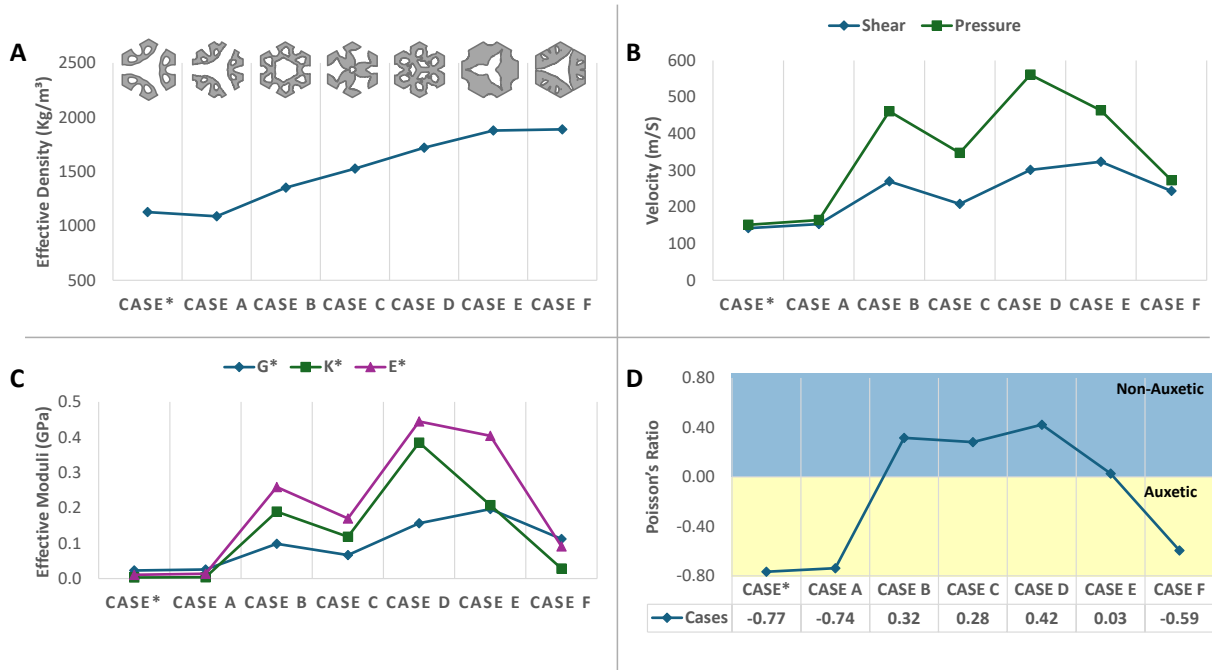 A
2500
2000
1500
1000
500
Effective Density (Kg/m³)
CASE* CASE A CASE B CASE C CASE D CASE E CASE F
B
Shear Pressure
600
500
400
300
200
100
0
Velocity (m/S)
CASE* CASE A CASE B CASE C CASE D CASE E CASE F
C
G* K* E*
0.5
0.4
0.3
0.2
0.1
0.0
Effective Moduli (GPa)
CASE* CASE A CASE B CASE C CASE D CASE E CASE F
D
0.80
0.40
0.00
-0.40
-0.80
Poisson's Ratio
Non-Auxetic
Auxetic
CASE* CASE A CASE B CASE C CASE D CASE E CASE F
Cases -0.77 -0.74 0.32 0.28 0.42 0.03 -0.59